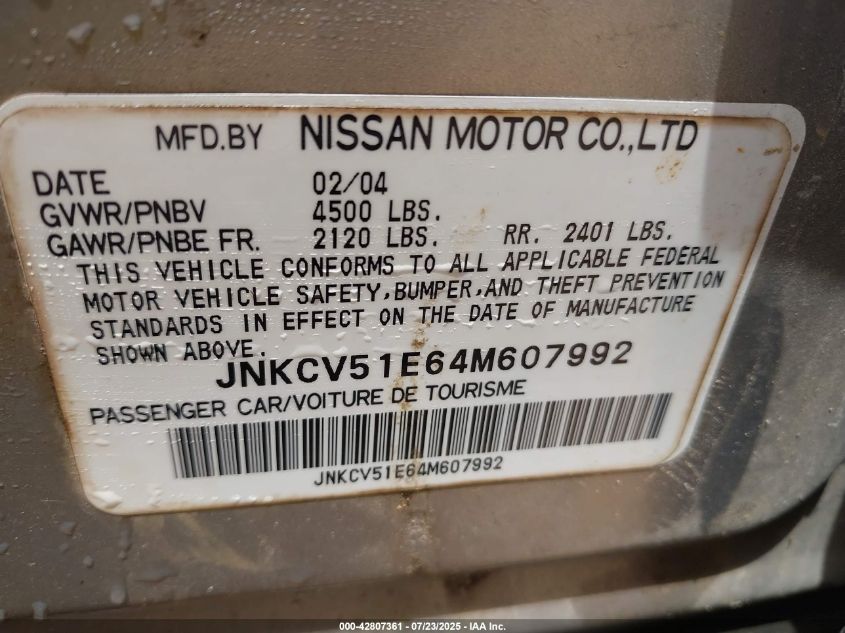 MFD.BY NISSAN MOTOR CO.,LTD
DATE 02/04
GVWR/PNBV 4500 LBS.
GAWR/PNBE FR. 2120 LBS. RR. 2401 LBS.
THIS VEHICLE CONFORMS TO ALL APPLICABLE FEDERAL
MOTOR VEHICLE SAFETY,BUMPER,AND THEFT PREVENTION
STANDARDS IN EFFECT ON THE DATE OF MANUFACTURE
SHOWN ABOVE.
JNKCV51E64M607992
PASSENGER CAR/VOITURE DE TOURISME
JNKCV51E64M607992
000-42807361 - 07/23/2025 - IAA Inc.